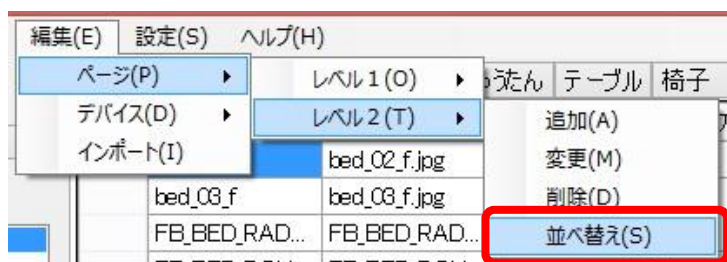 編集(E) 設定(S) ヘルプ(H)
ページ(P) レベル1(O) うたん テーブル 椅子
デバイス(D) レベル2(T) 追加(A)
インポート(I) bed_02_f.jpg 変更(M)
bed_03_f bed_03_f.jpg 削除(D)
FB_BED_RAD... FB_BED_RAD... 並べ替え(S)